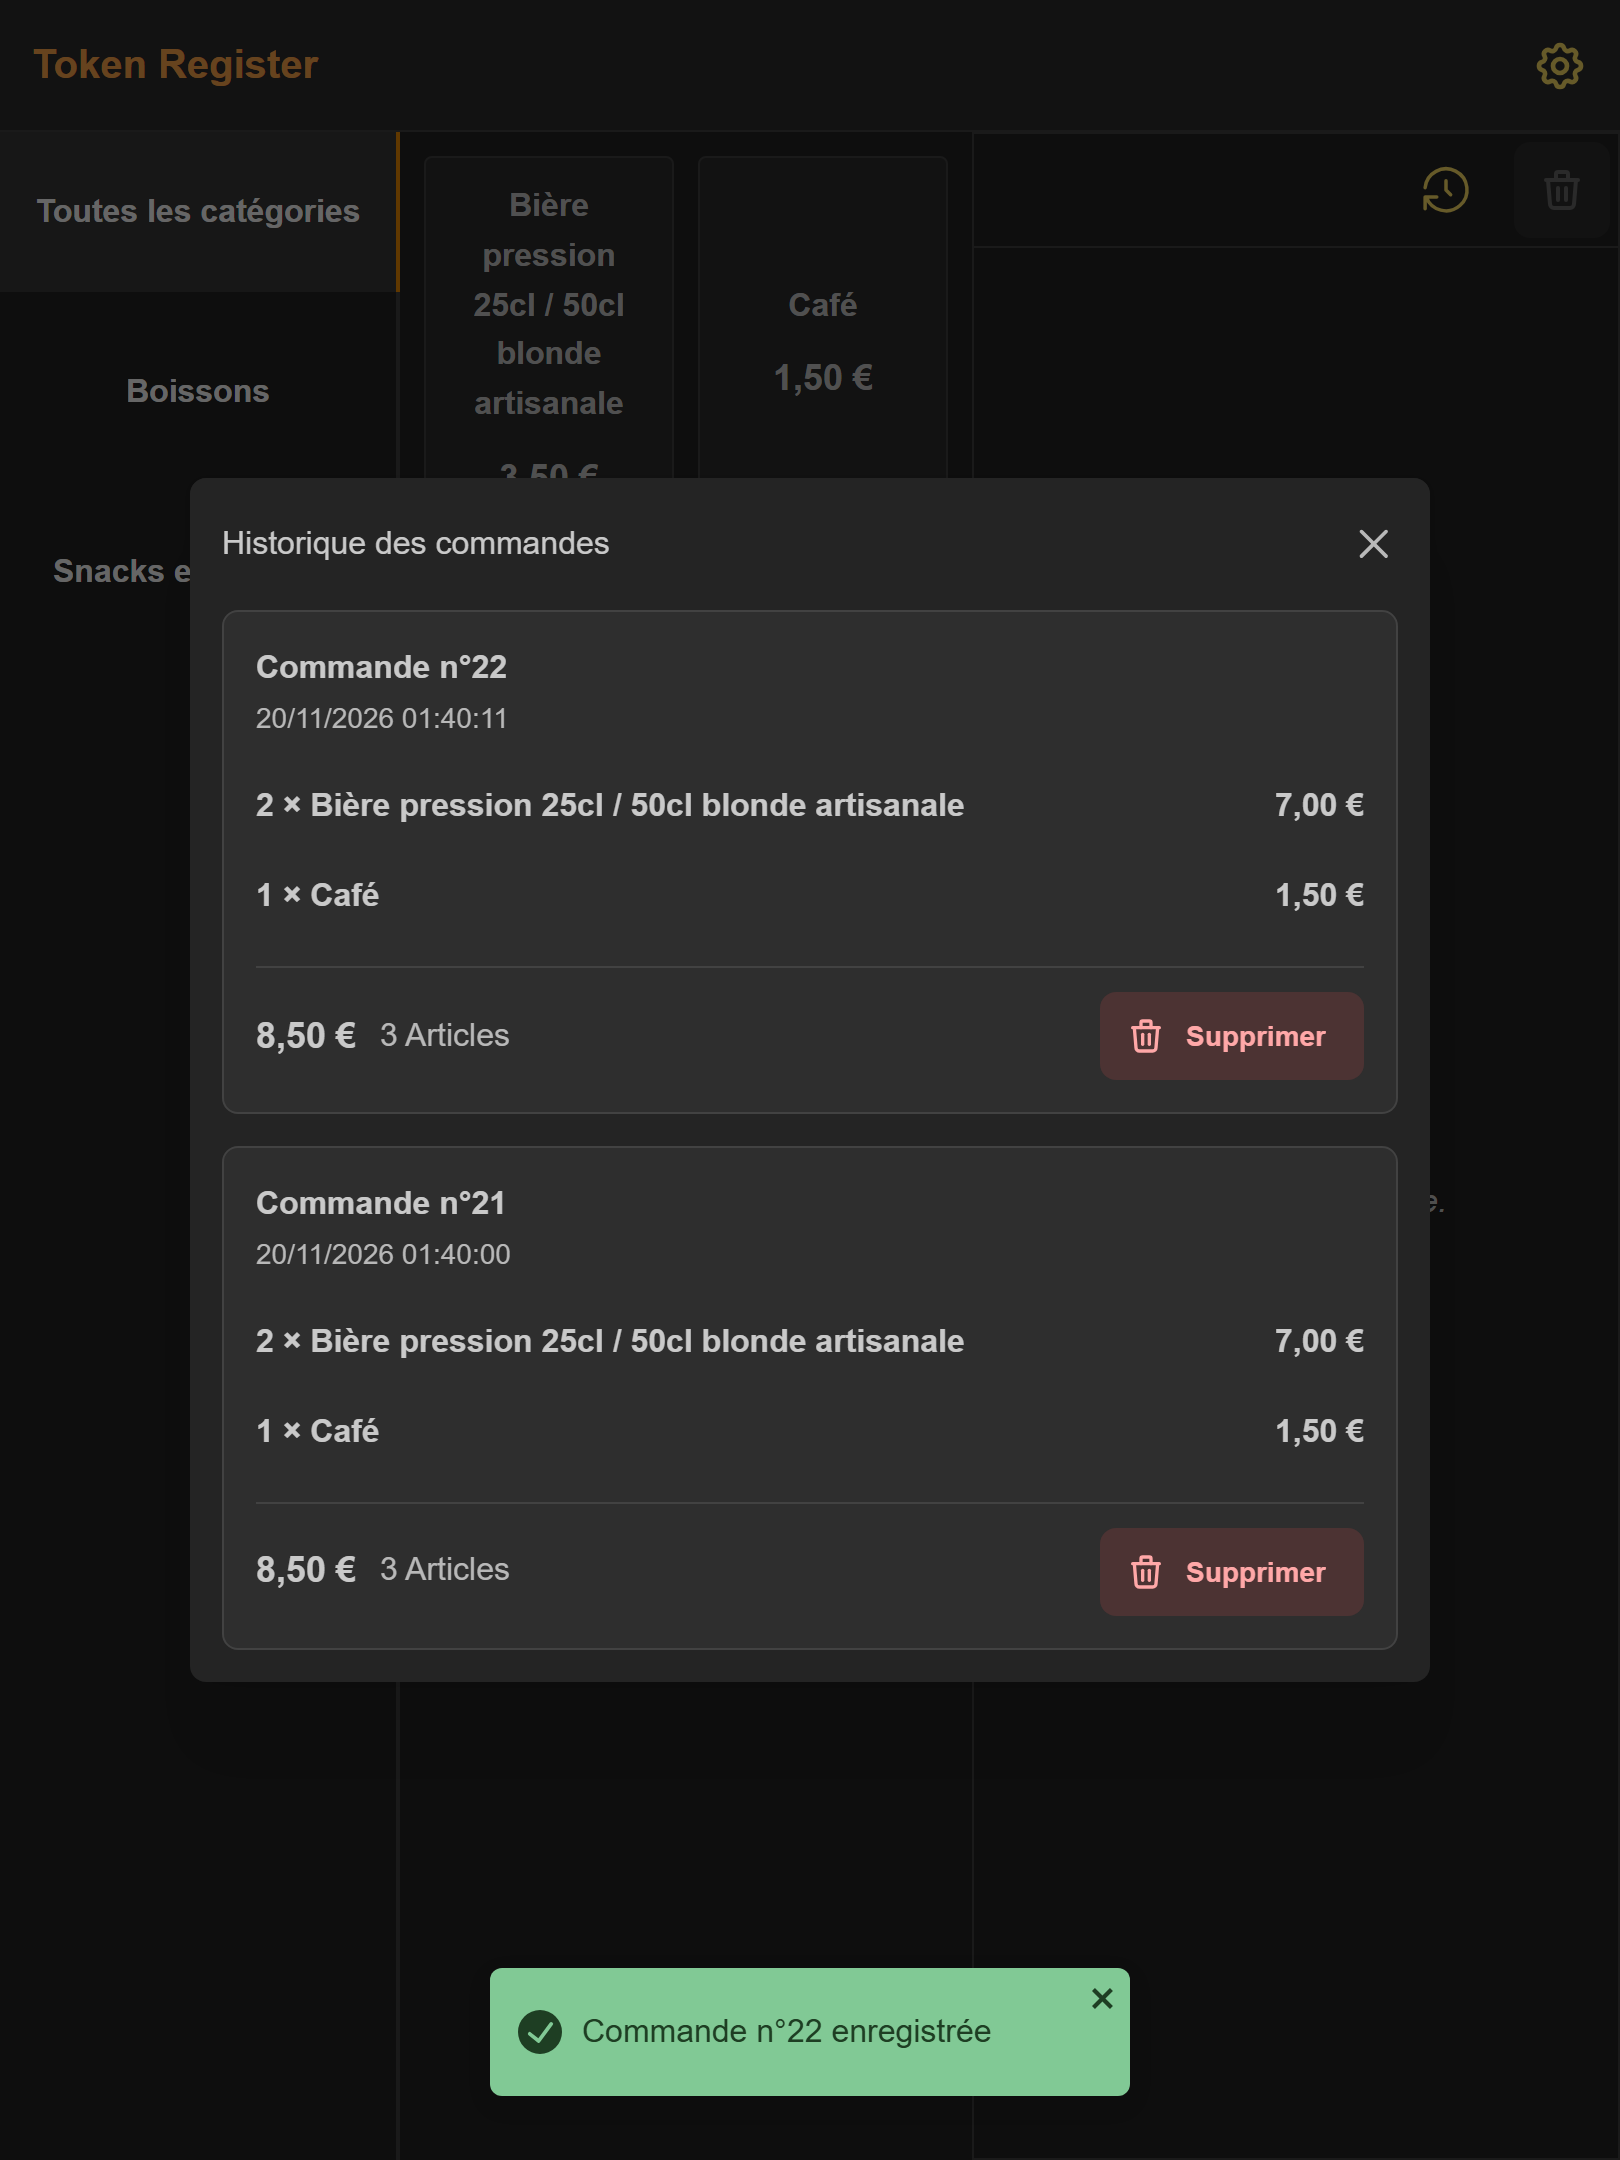 Token Register
Toutes les catégories
Boissons
Snacks e
Bière
pression
25cl / 50cl
blonde
artisanale
3,50 €
Café
1,50 €
Historique des commandes
Commande n°22
20/11/2026 01:40:11
2 × Bière pression 25cl / 50cl blonde artisanale 7,00 €
1 × Café 1,50 €
8,50 € 3 Articles Supprimer
Commande n°21
20/11/2026 01:40:00
2 × Bière pression 25cl / 50cl blonde artisanale 7,00 €
1 × Café 1,50 €
8,50 € 3 Articles Supprimer
e.
Commande n°22 enregistrée